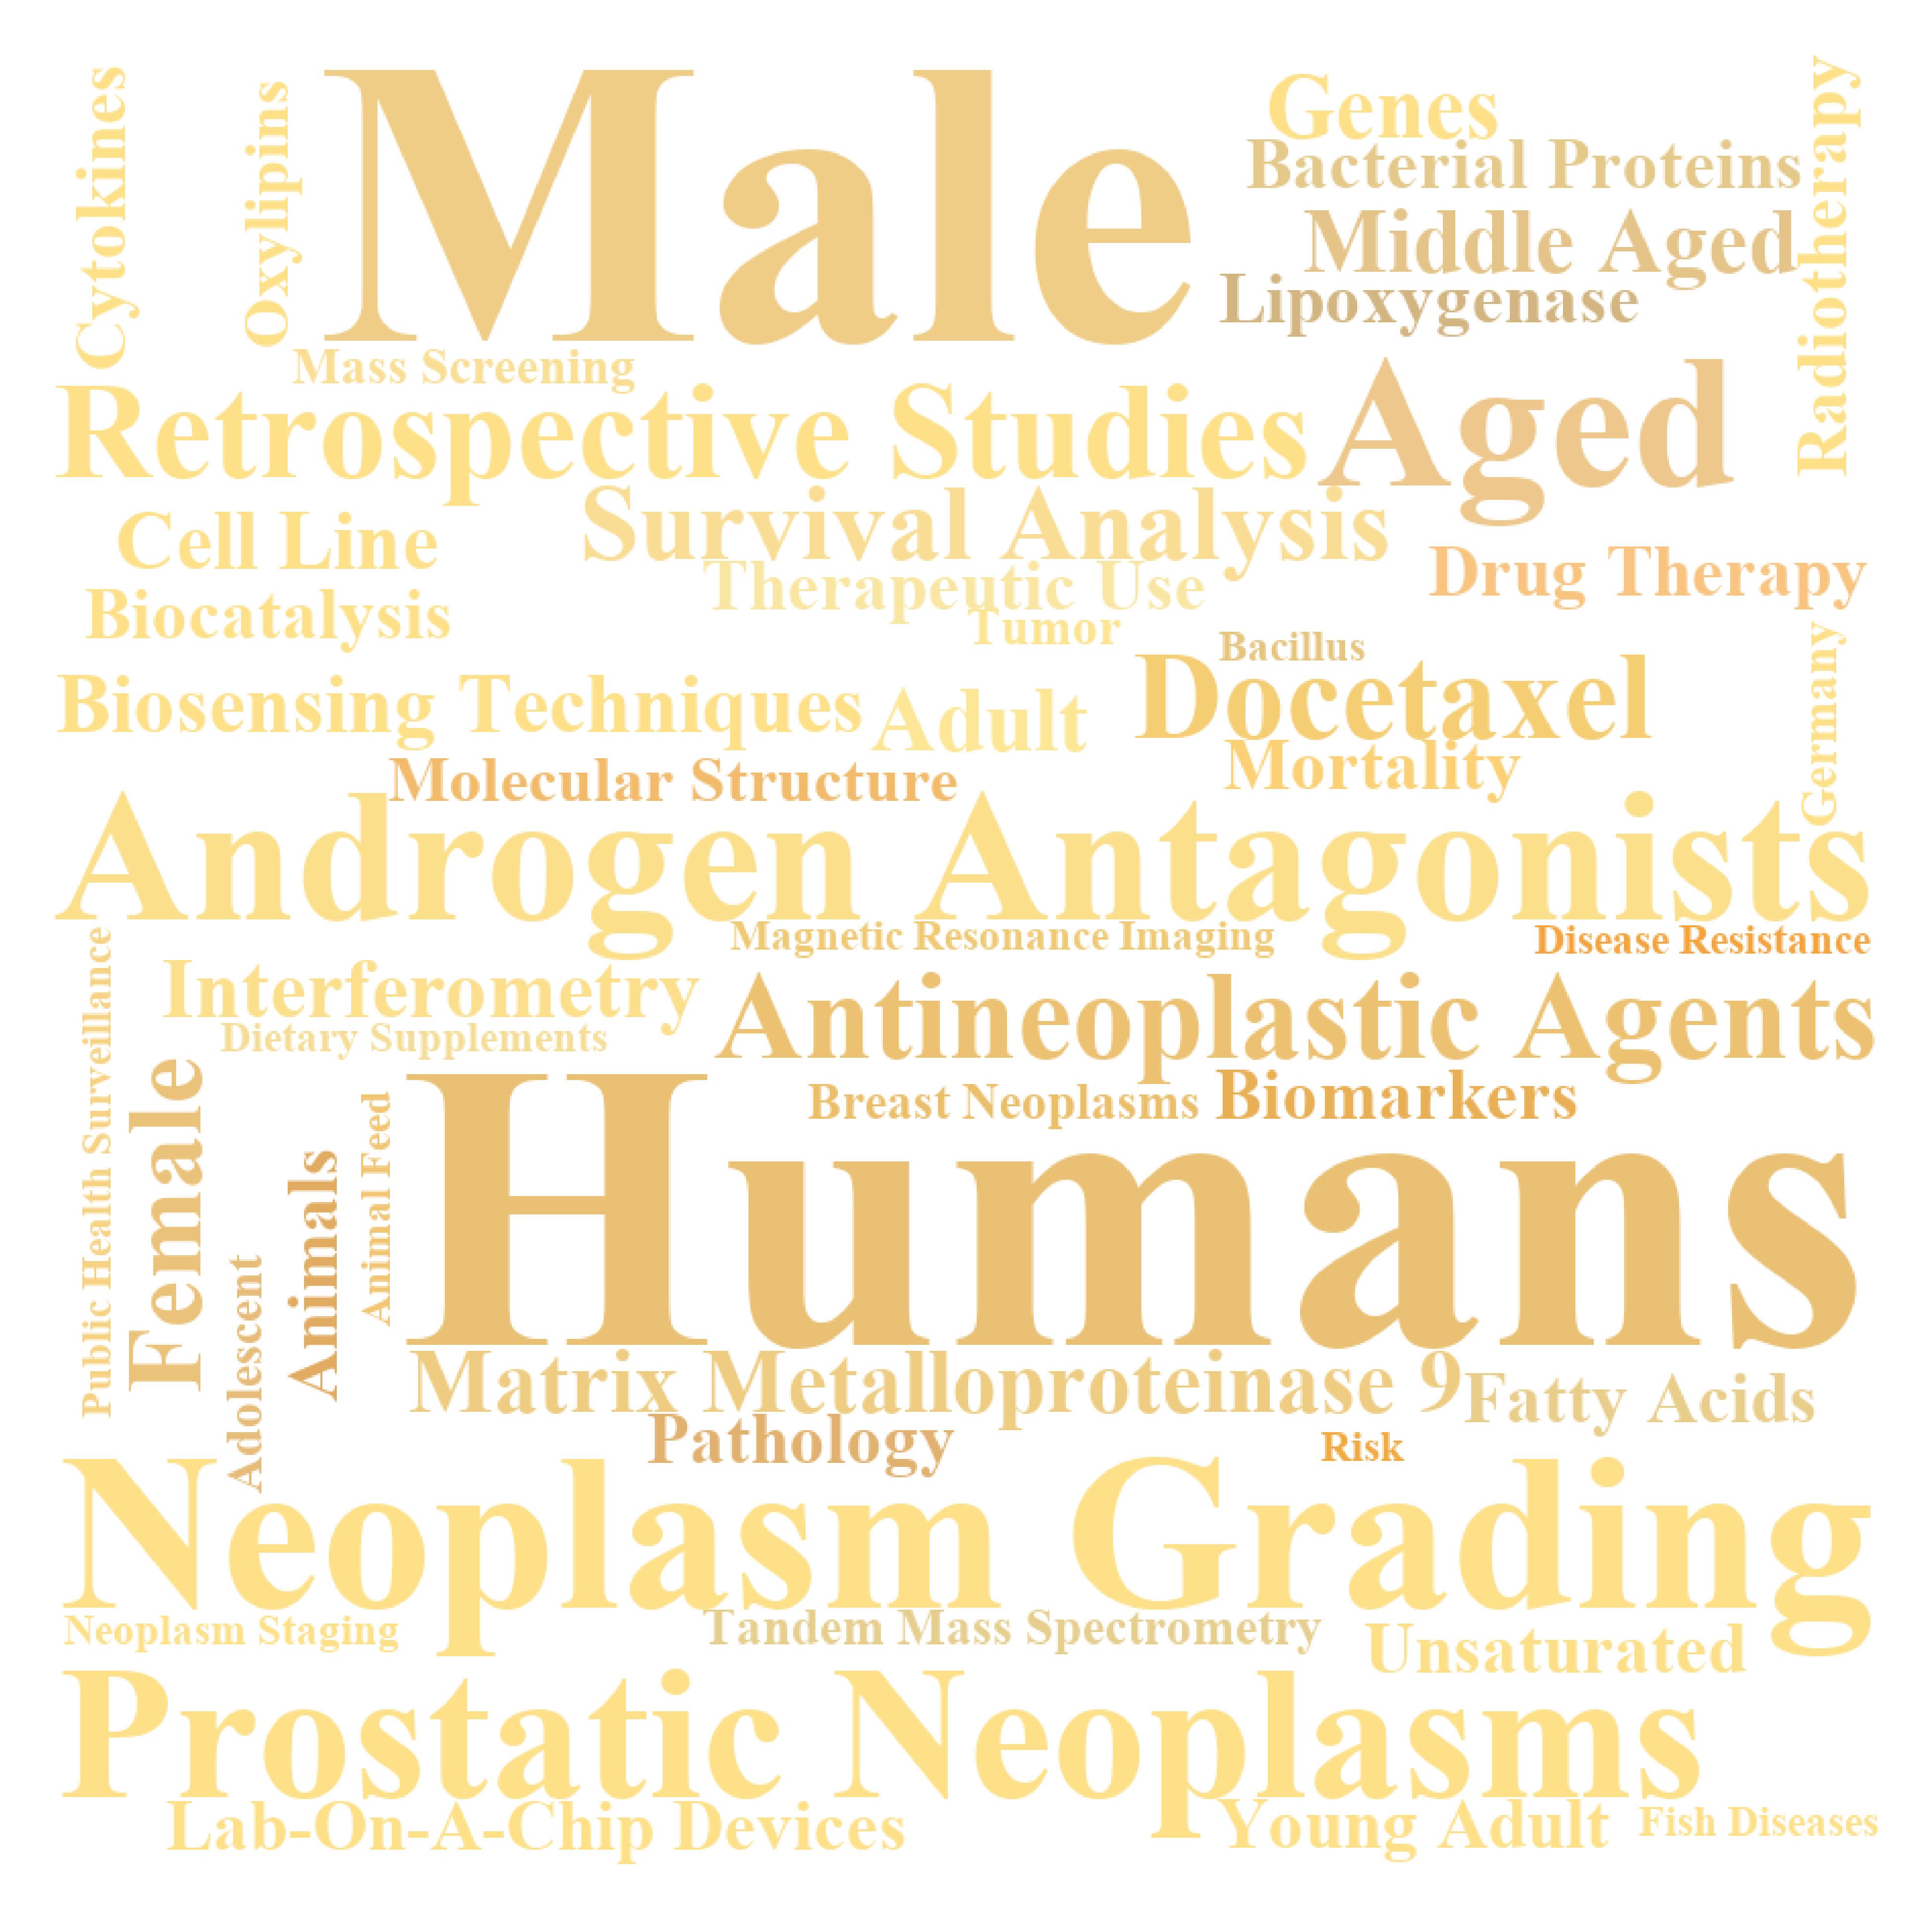 Cytokines
Oxylipins
Male
Genes
Bacterial Proteins
Middle Aged
Lipoxygenase
Radiotherapy
Mass Screening
Retrospective Studies
Aged
Cell Line
Survival Analysis
Therapeutic Use
Drug Therapy
Biocatalysis
Tumor
Bacillus
Biosensing Techniques
Adult
Docetaxel
Germany
Molecular Structure
Mortality
Androgen Antagonists
Magnetic Resonance Imaging
Disease Resistance
Public Health Surveillance
Interferometry
Antineoplastic Agents
Dietary Supplements
Female
Breast Neoplasms
Biomarkers
Adolescent
Animals
Animal Feed
Humans
Matrix Metalloproteinase 9
Fatty Acids
Pathology
Risk
Neoplasm Grading
Neoplasm Staging
Tandem Mass Spectrometry
Unsaturated
Prostatic Neoplasms
Lab-On-A-Chip Devices
Young Adult
Fish Diseases